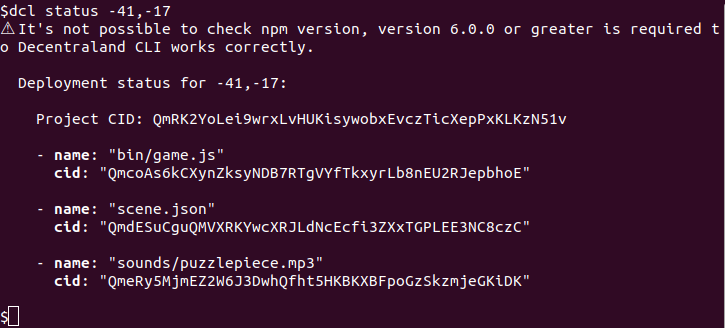 $dcl status -41,-17
⚠It's not possible to check npm version, version 6.0.0 or greater is required t
o Decentraland CLI works correctly.
Deployment status for -41,-17:
Project CID: QmRK2YoLei9wrxLvHUKisywobxEvczTicXepPxKLKzN51v
- name: "bin/game.js"
cid: "QmcoAs6kCXynZksyNDB7RTgVYfTkxyrLb8nEU2RJepbhoE"
- name: "scene.json"
cid: "QmdESuCguQMVXRKYwcXRJLdNcEcfi3ZXxTGPLEE3NC8czC"
- name: "sounds/puzzlepiece.mp3"
cid: "QmeRy5MjmEZ2W6J3DwhQfht5HKBKXBFpoGzSkzmjeGKiDK"
$